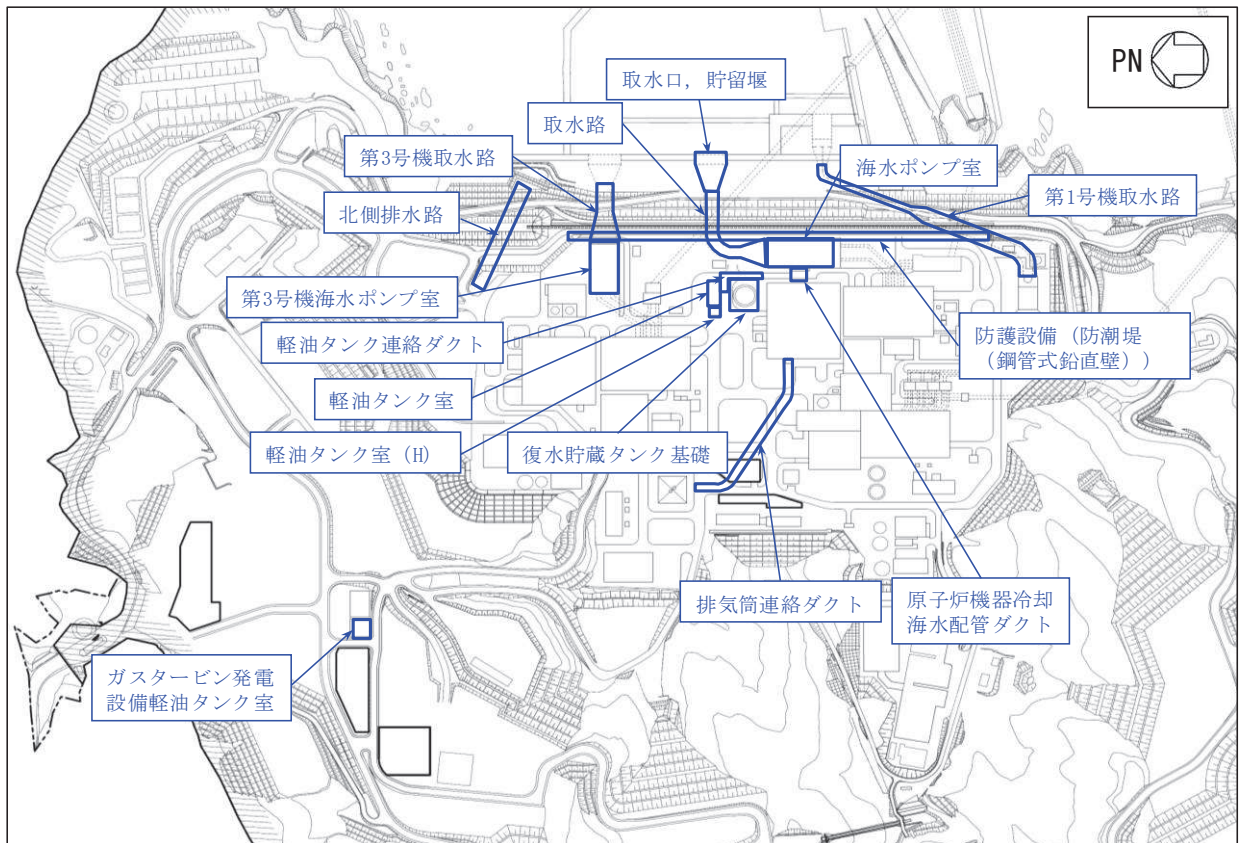 PN
取水口，貯留堰
取水路
海水ポンプ室
第3号機取水路
第1号機取水路
北側排水路
第3号機海水ポンプ室
軽油タンク連絡ダクト
防護設備（防潮堤
（鋼管式鉛直壁））
軽油タンク室
軽油タンク室（H）
復水貯蔵タンク基礎
排気筒連絡ダクト
原子炉機器冷却
海水配管ダクト
ガスタービン発電
設備軽油タンク室